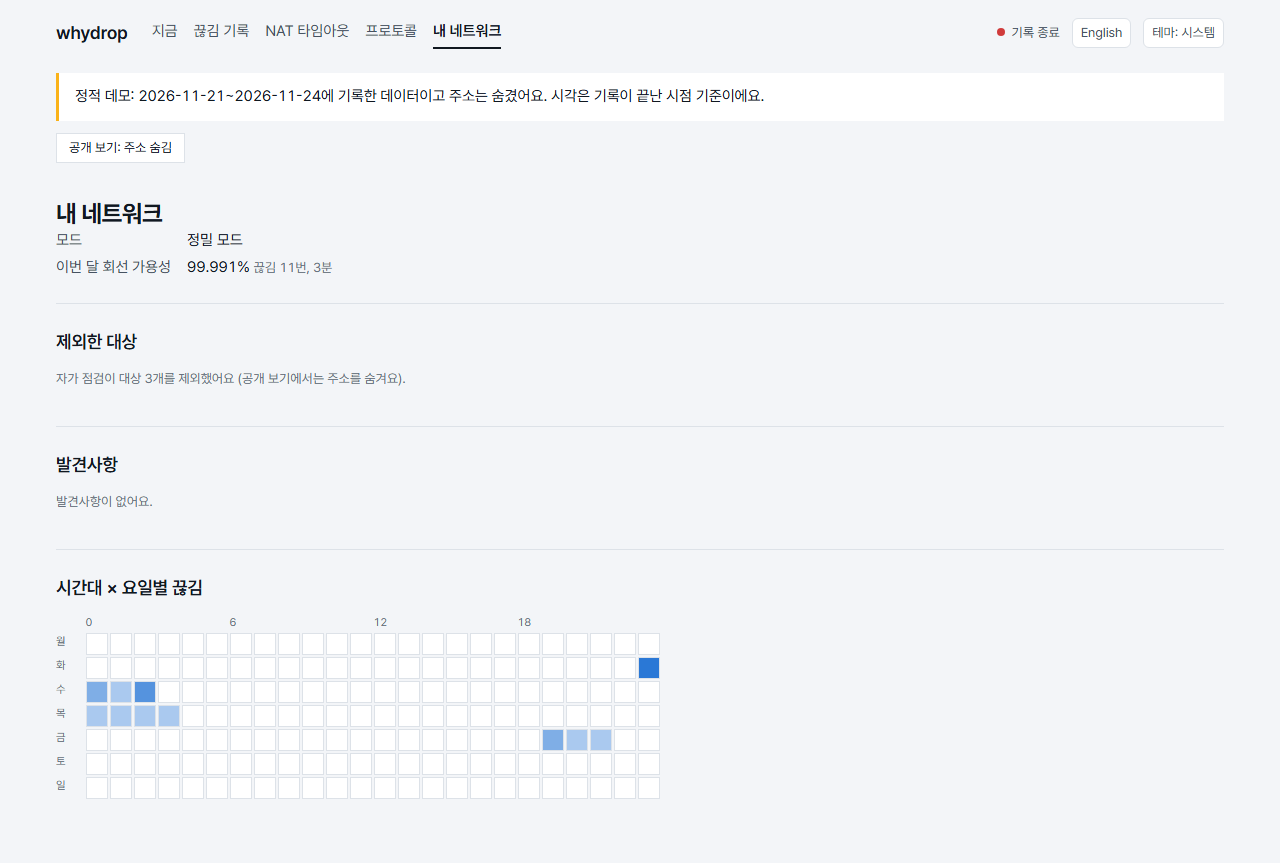 whydrop 지금 끊김 기록 NAT 타임아웃 프로토콜 내 네트워크 기록 종료 English 테마: 시스템
정적 데모: 2026-11-21~2026-11-24에 기록한 데이터이고 주소는 숨겼어요. 시각은 기록이 끝난 시점 기준이에요.
공개 보기: 주소 숨김
내 네트워크
모드 정밀 모드
이번 달 회선 가용성 99.991% 끊김 11번, 3분
제외한 대상
자가 점검이 대상 3개를 제외했어요 (공개 보기에서는 주소를 숨겨요).
발견사항
발견사항이 없어요.
시간대 × 요일별 끊김
0 6 12 18
월
화
수
목
금
토
일